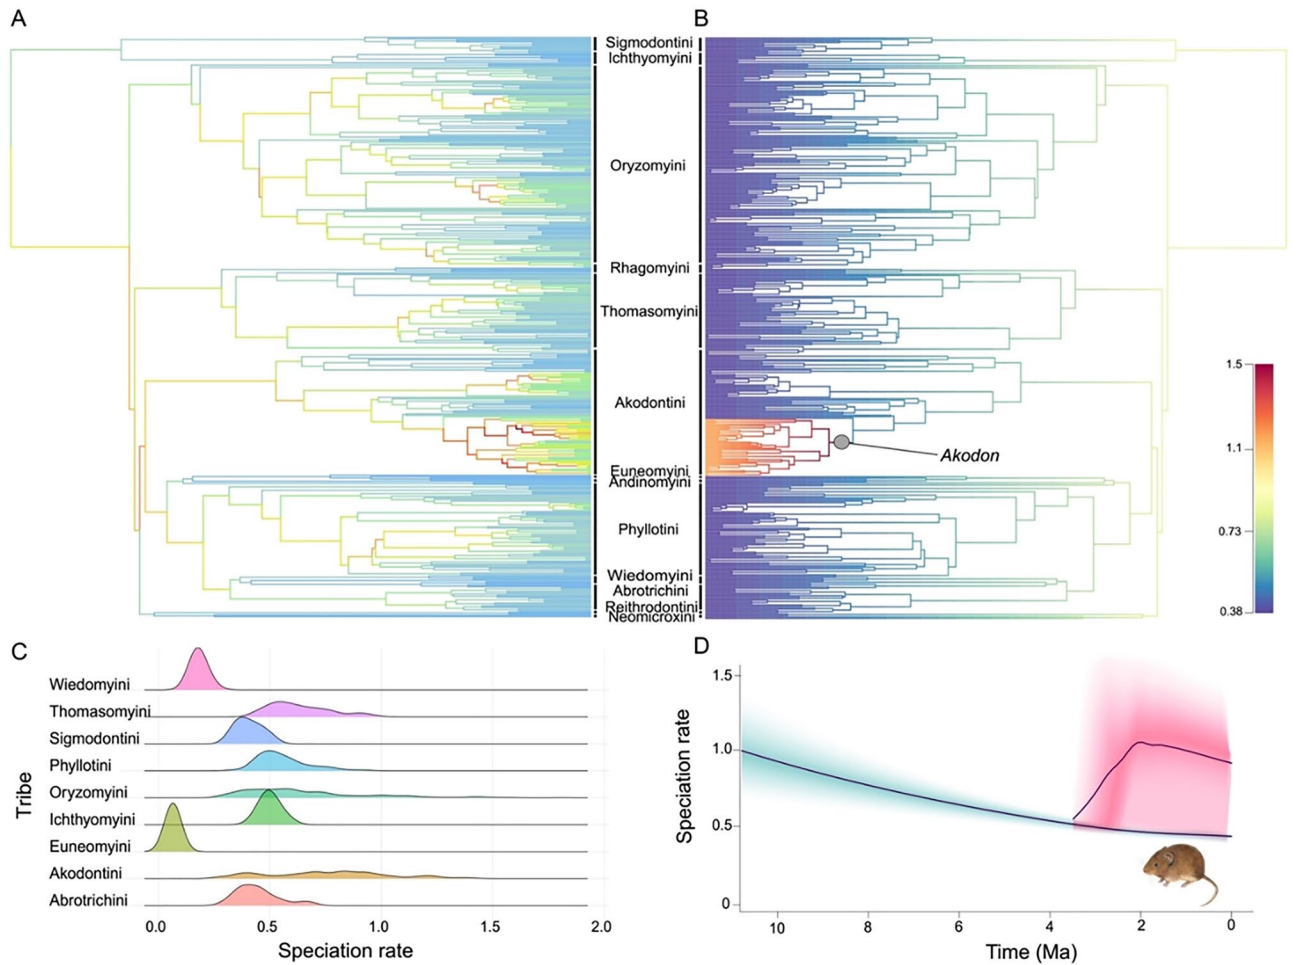 A
B
Sigmodontini
Ichthyomyini
Oryzomyini
Rhagomyini
Thomasomyini
Akodontini
Euneomyini
Andinomyini
Phyllotini
Wiedomyini
Abrotrichini
Reithrodontini
Neomicroxini
Akodon
1.5
1.1
0.73
0.38
C
Tribe
Wiedomyini
Thomasomyini
Sigmodontini
Phyllotini
Oryzomyini
Ichthyomyini
Euneomyini
Akodontini
Abrotrichini
0.0 0.5 1.0 1.5 2.0
Speciation rate
D
Speciation rate
1.5
1.0
0.5
0
10 8 6 4 2 0
Time (Ma)